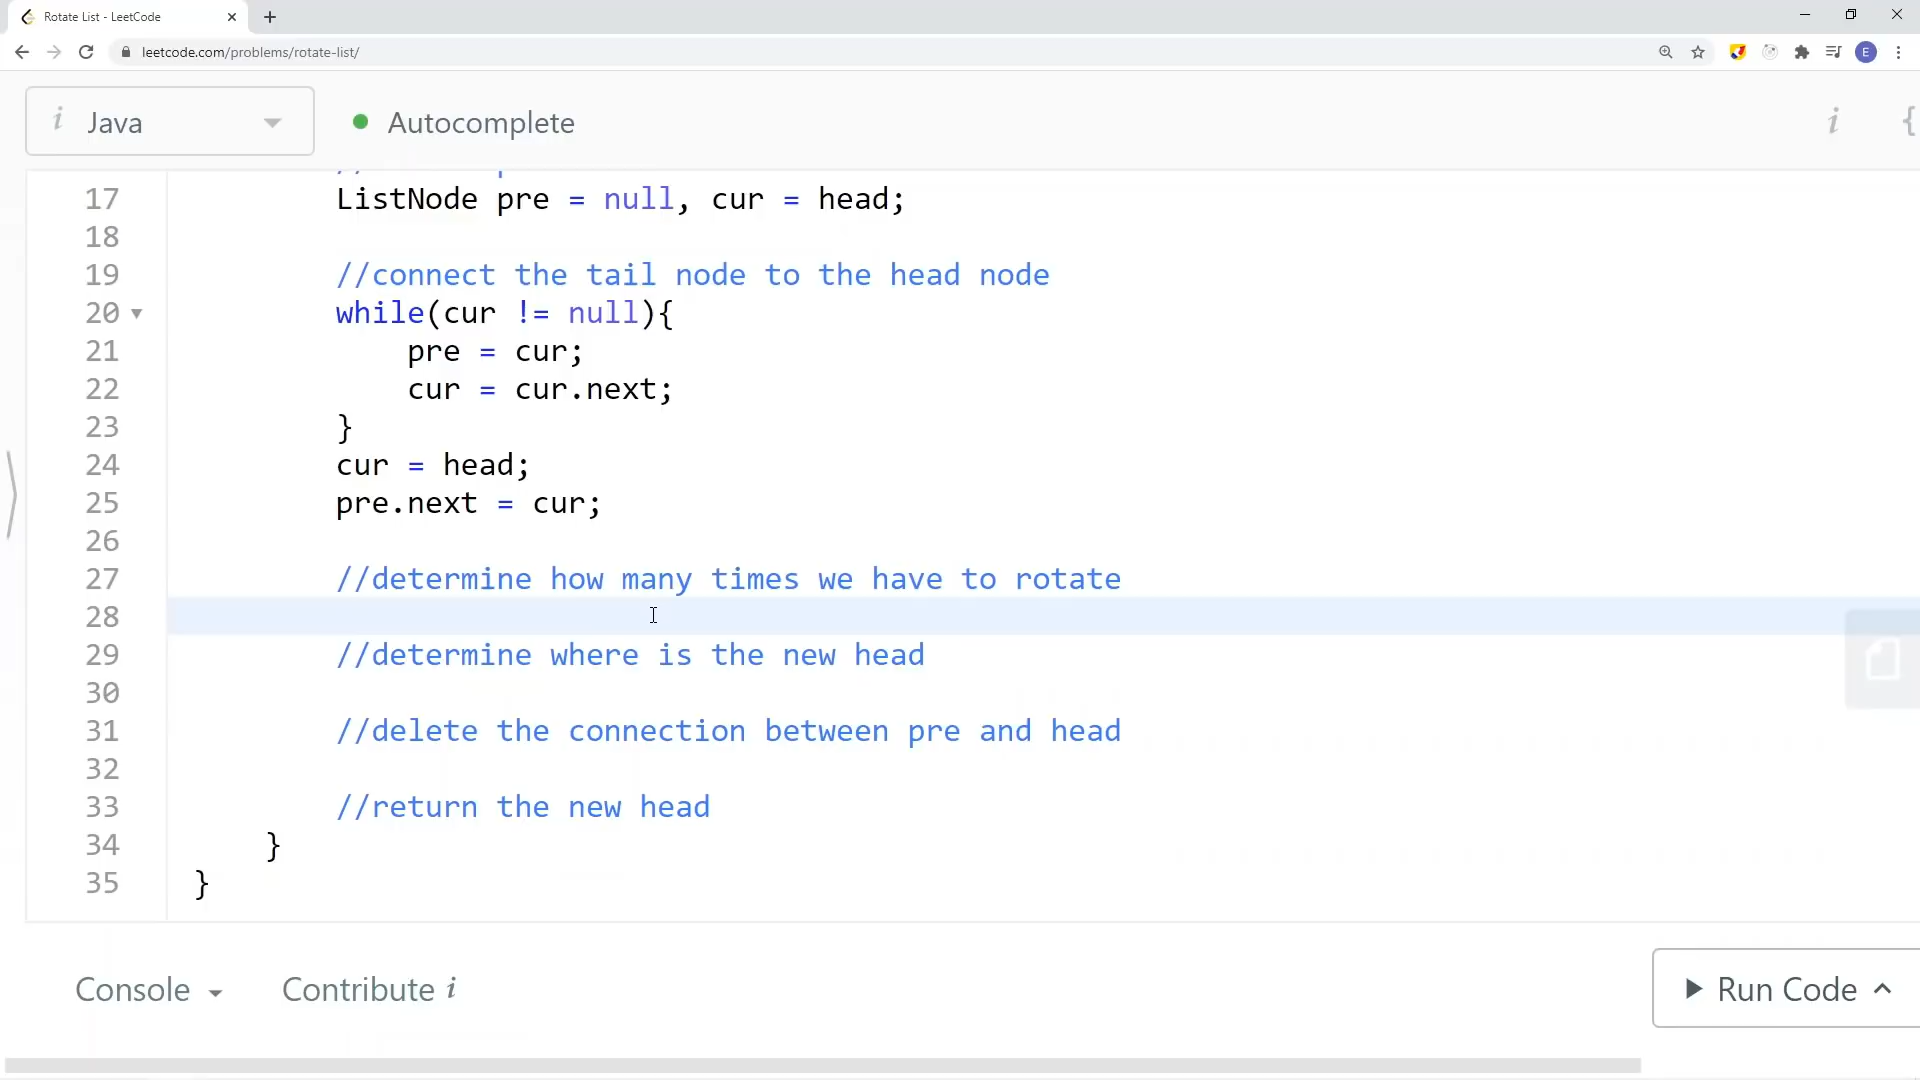 Rotate List - LeetCode
leetcode.com/problems/rotate-list/
E
i Java
Autocomplete
i {
17 ListNode pre = null, cur = head;
18
19 //connect the tail node to the head node
20 while(cur != null){
21 pre = cur;
22 cur = cur.next;
23 }
24 cur = head;
25 pre.next = cur;
26
27 //determine how many times we have to rotate
28
29 //determine where is the new head
30
31 //delete the connection between pre and head
32
33 //return the new head
34 }
35 }
Console Contribute i
Run Code